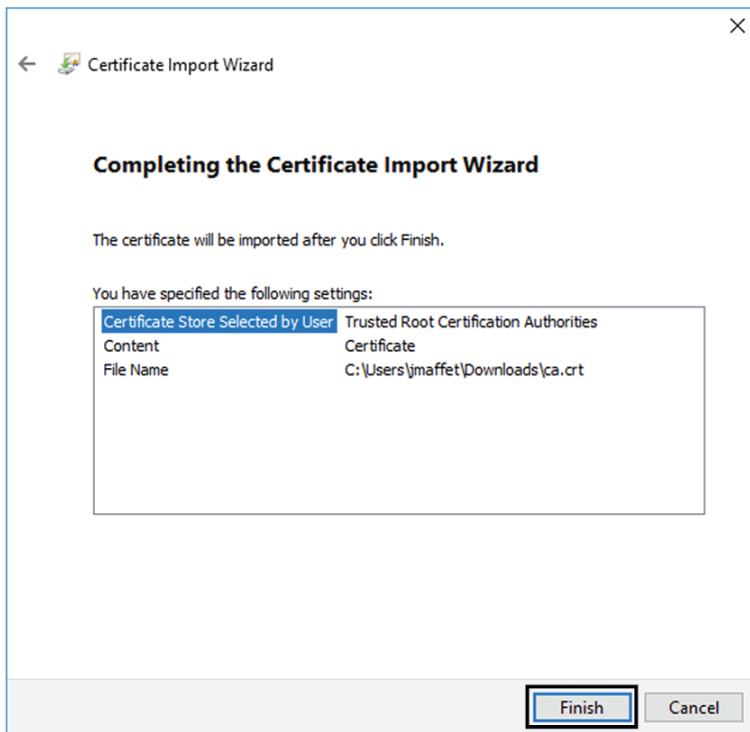 Certificate Import Wizard
Completing the Certificate Import Wizard
The certificate will be imported after you click Finish.
You have specified the following settings:
Certificate Store Selected by User Trusted Root Certification Authorities
Content Certificate
File Name C:\Users\jmaffet\Downloads\ca.crt
Finish Cancel